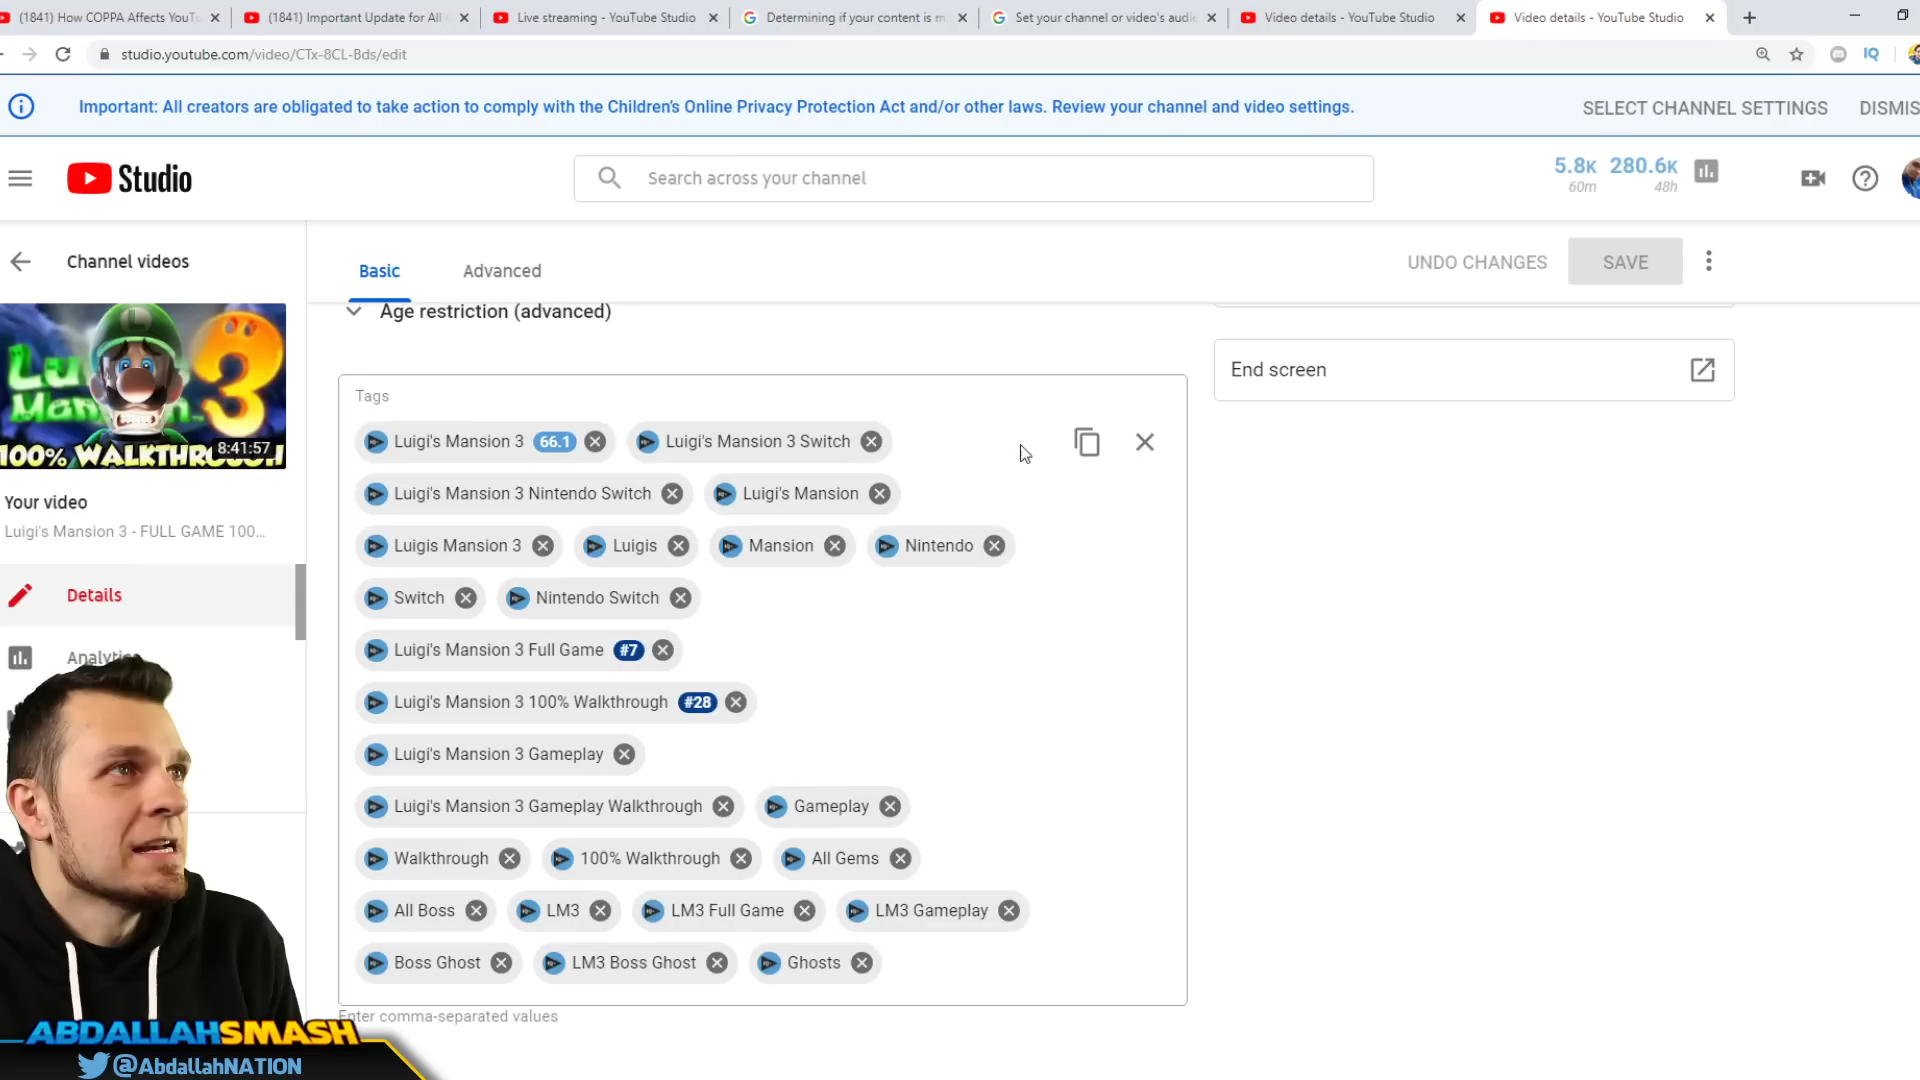 (1841) How COPPA Affects YouT
(1841) Important Update for All
Live streaming - YouTube Studio
Determining if your content is m
Set your channel or video's audie
Video details - YouTube Studio
Video details - YouTube Studio
studio.youtube.com/video/CTx-8CL-Bds/edit
IQ
Important: All creators are obligated to take action to comply with the Children's Online Privacy Protection Act and/or other laws. Review your channel and video settings.
SELECT CHANNEL SETTINGS
DISMIS
Studio
Search across your channel
5.8K 280.6K
60m 48h
Channel videos
Basic
Advanced
UNDO CHANGES
SAVE
Age restriction (advanced)
End screen
Tags
Luigi's Mansion 3 66.1
Luigi's Mansion 3 Switch
Luigi's Mansion 3 Nintendo Switch
Luigi's Mansion
Luigis Mansion 3
Luigis
Mansion
Nintendo
Switch
Nintendo Switch
Luigi's Mansion 3 Full Game #7
Luigi's Mansion 3 100% Walkthrough #28
Luigi's Mansion 3 Gameplay
Luigi's Mansion 3 Gameplay Walkthrough
Gameplay
Walkthrough
100% Walkthrough
All Gems
All Boss
LM3
LM3 Full Game
LM3 Gameplay
Boss Ghost
LM3 Boss Ghost
Ghosts
Enter comma-separated values
3
100% WALKTHROUGH
8:41:57
Your video
Luigi's Mansion 3 - FULL GAME 100...
Details
ABDALLAHSMASH
@AbdallahNATION